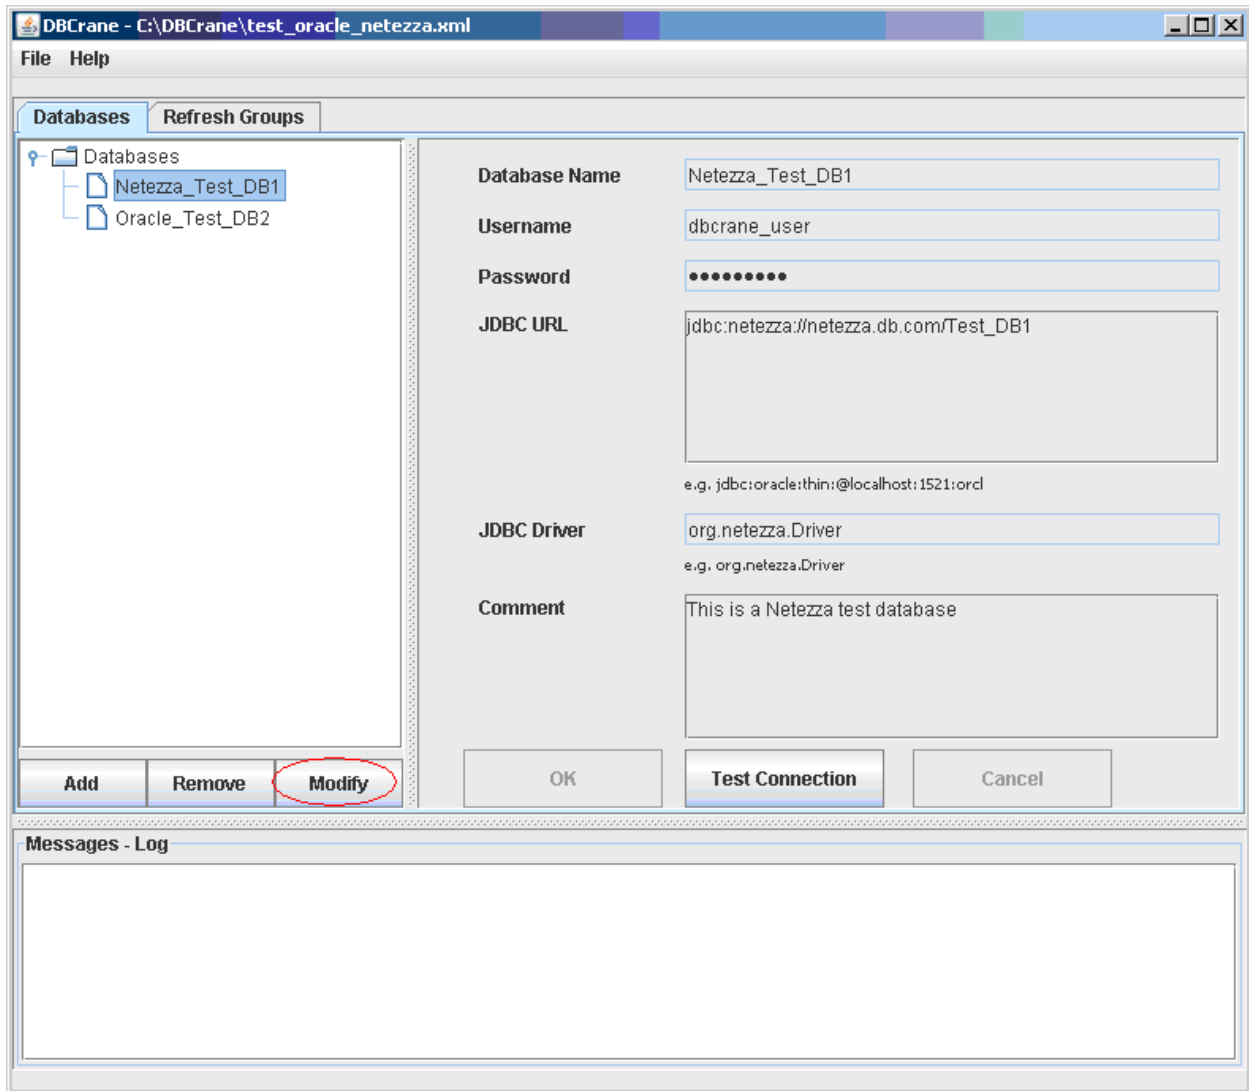 DBCrane - C:\DBCrane\test_oracle_netezza.xml
File Help
Databases Refresh Groups
Databases
Netezza_Test_DB1
Oracle_Test_DB2
Database Name Netezza_Test_DB1
Username dbcrane_user
Password •••••••••
JDBC URL jdbc:netezza://netezza.db.com/Test_DB1
e.g. jdbc:oracle:thin:@localhost:1521:orcl
JDBC Driver org.netezza.Driver
e.g. org.netezza.Driver
Comment This is a Netezza test database
Add Remove Modify OK Test Connection Cancel
Messages - Log